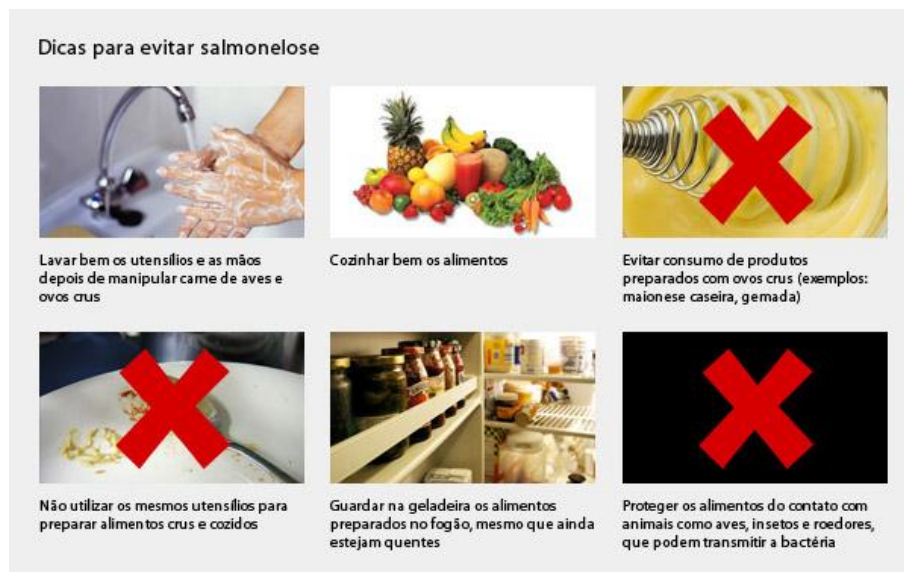 Dicas para evitar salmonelose
Lavar bem os utensílios e as mãos
depois de manipular carne de aves e
ovos crus
Cozinhar bem os alimentos
Evitar consumo de produtos
preparados com ovos crus (exemplos:
maionese caseira, gemada)
Não utilizar os mesmos utensílios para
preparar alimentos crus e cozidos
Guardar na geladeira os alimentos
preparados no fogão, mesmo que ainda
estejam quentes
Proteger os alimentos do contato com
animais como aves, insetos e roedores,
que podem transmitir a bactéria